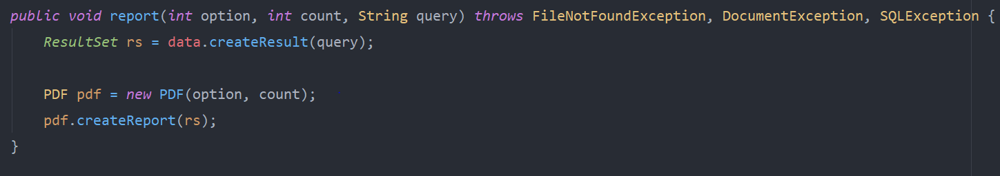 public void report(int option, int count, String query) throws FileNotFoundException, DocumentException, SQLException {
ResultSet rs = data.createResult(query);
PDF pdf = new PDF(option, count);
pdf.createReport(rs);
}